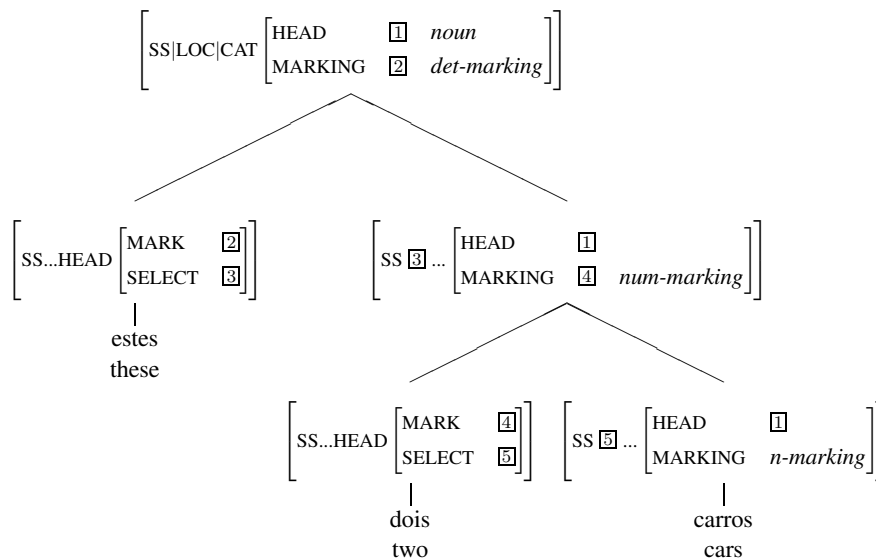 SS|LOC|CAT HEAD 1 noun
MARKING 2 det-marking
SS...HEAD MARK 2
SELECT 3
SS 3 ... HEAD 1
MARKING 4 num-marking
estes
these
SS...HEAD MARK 4
SELECT 5
SS 5 ... HEAD 1
MARKING n-marking
dois
two
carros
cars